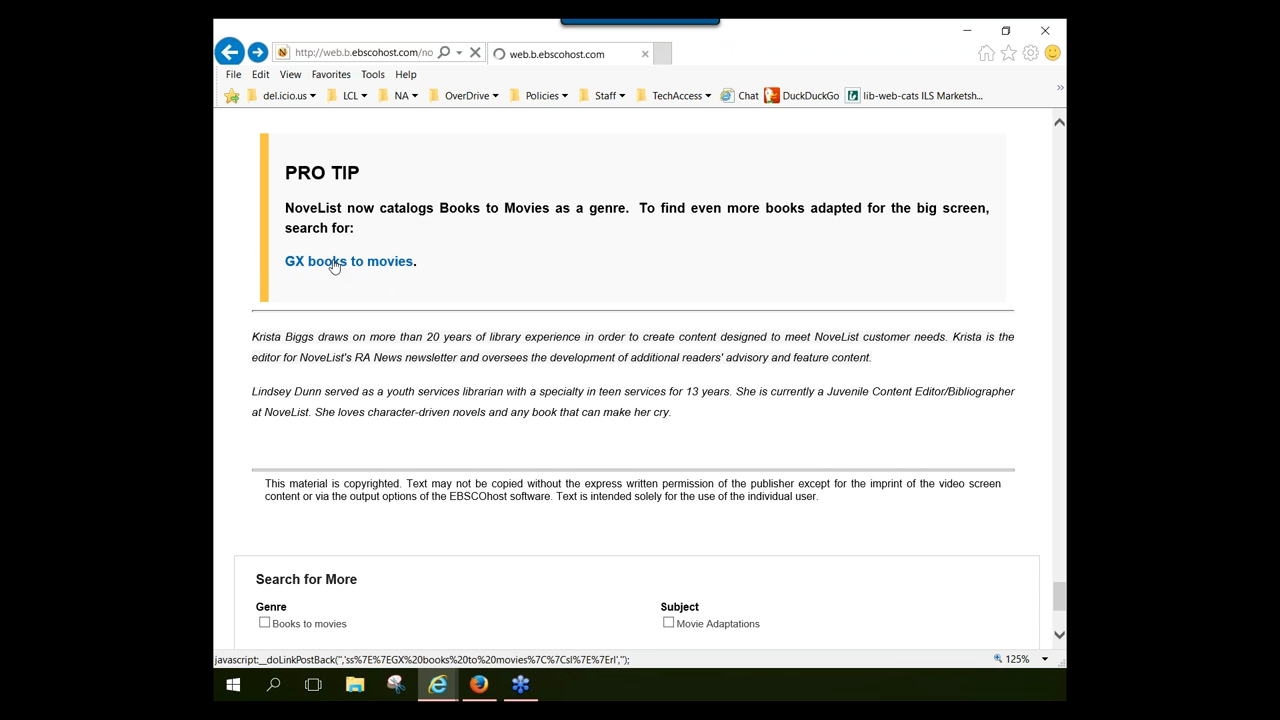 http://web.b.ebscohost.com/no
web.b.ebscohost.com
File Edit View Favorites Tools Help
del.icio.us LCL NA OverDrive Policies Staff TechAccess Chat DuckDuckGo lib-web-cats ILS Marketsh...
PRO TIP
NoveList now catalogs Books to Movies as a genre. To find even more books adapted for the big screen,
search for:
GX books to movies.
Krista Biggs draws on more than 20 years of library experience in order to create content designed to meet NoveList customer needs. Krista is the
editor for NoveList's RA News newsletter and oversees the development of additional readers' advisory and feature content.
Lindsey Dunn served as a youth services librarian with a specialty in teen services for 13 years. She is currently a Juvenile Content Editor/Bibliographer
at NoveList. She loves character-driven novels and any book that can make her cry.
This material is copyrighted. Text may not be copied without the express written permission of the publisher except for the imprint of the video screen
content or via the output options of the EBSCOhost software. Text is intended solely for the use of the individual user.
Search for More
Genre Subject
Books to movies Movie Adaptations
javascript:__doLinkPostBack('','ss%7E%7EGX%20books%20to%20movies%7C%7Csl%7E%7Erl','');
125%